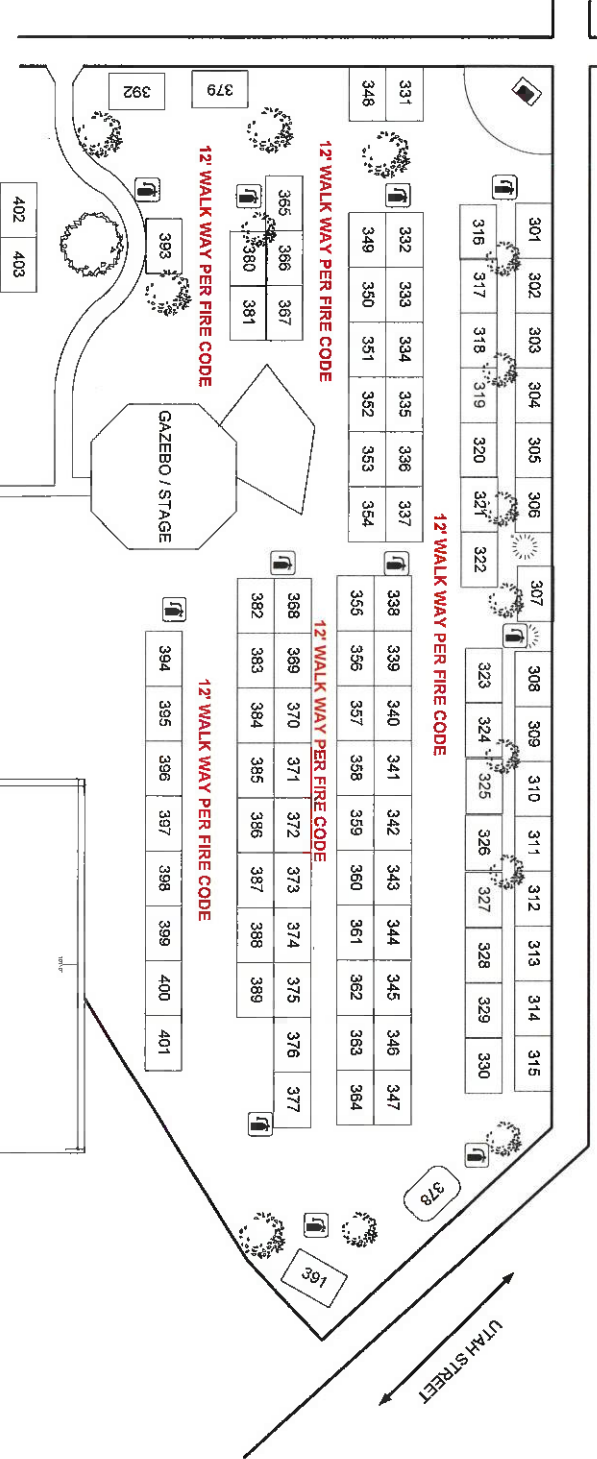 301 302 303 304 305 306 307 308 309 310 311 312 313 314 315
316 317 318 319 320 321 322 323 324 325 326 327 328 329 330
12' WALK WAY PER FIRE CODE
UTAH STREET
331 332 333 334 335 336 337 338 339 340 341 342 343 344 345 346 347
378
348 349 350 351 352 353 354 355 356 357 358 359 360 361 362 363 364
12' WALK WAY PER FIRE CODE
12' WALK WAY PER FIRE CODE
391
365 366 367 368 369 370 371 372 373 374 375 376 377
380 381 382 383 384 385 386 387 388 389
379
12' WALK WAY PER FIRE CODE
12' WALK WAY PER FIRE CODE
393 394 395 396 397 398 399 400 401
GAZEBO / STAGE
392
402 403